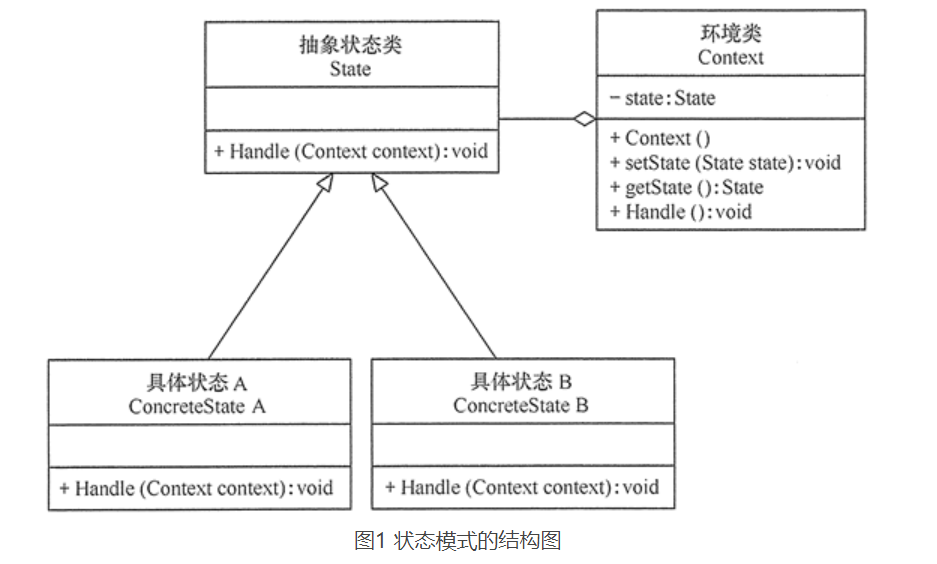 抽象状态类
State
+ Handle (Context context) : void
环境类
Context
− state : State
+ Context ()
+ setState (State state) : void
+ getState () : State
+ Handle () : void
具体状态 A
ConcreteState A
+ Handle (Context context) : void
具体状态 B
ConcreteState B
+ Handle (Context context) : void
图1 状态模式的结构图